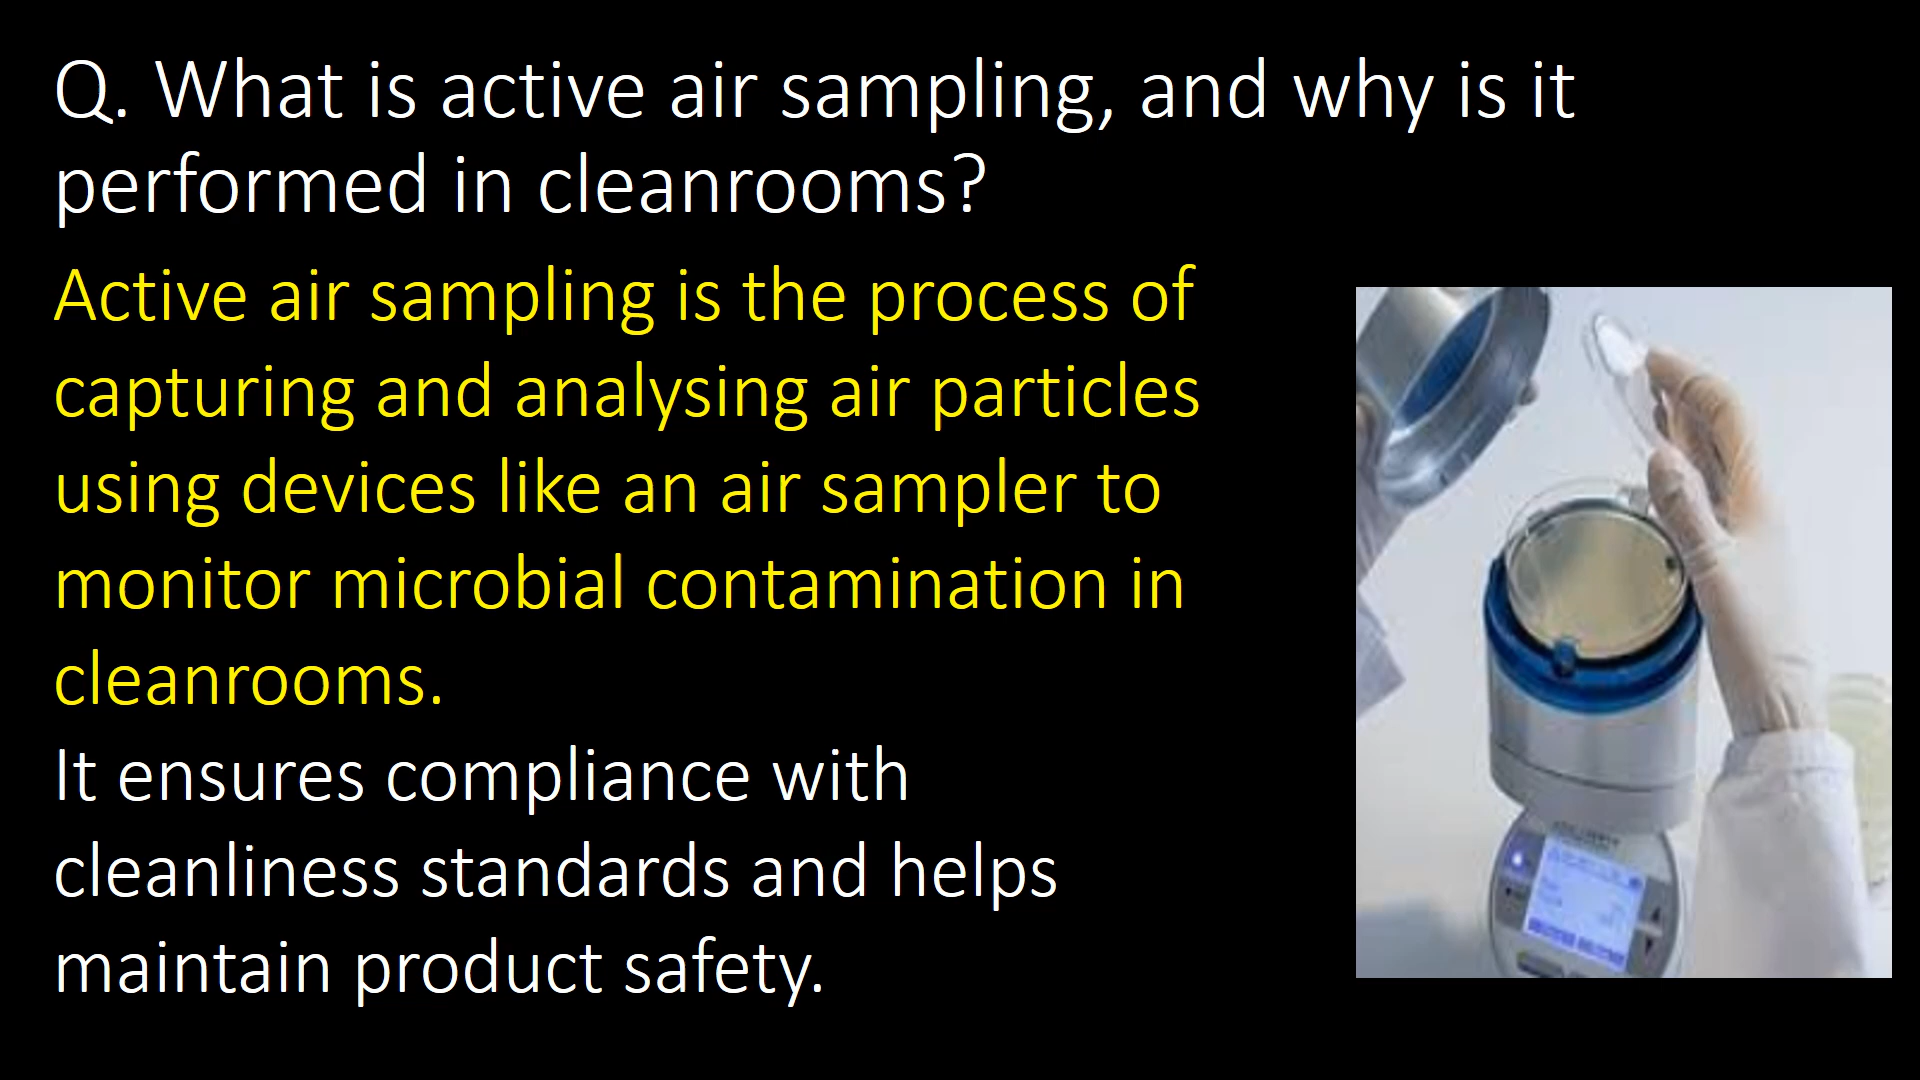 Q. What is active air sampling, and why is it
performed in cleanrooms?
Active air sampling is the process of
capturing and analysing air particles
using devices like an air sampler to
monitor microbial contamination in
cleanrooms.
It ensures compliance with
cleanliness standards and helps
maintain product safety.